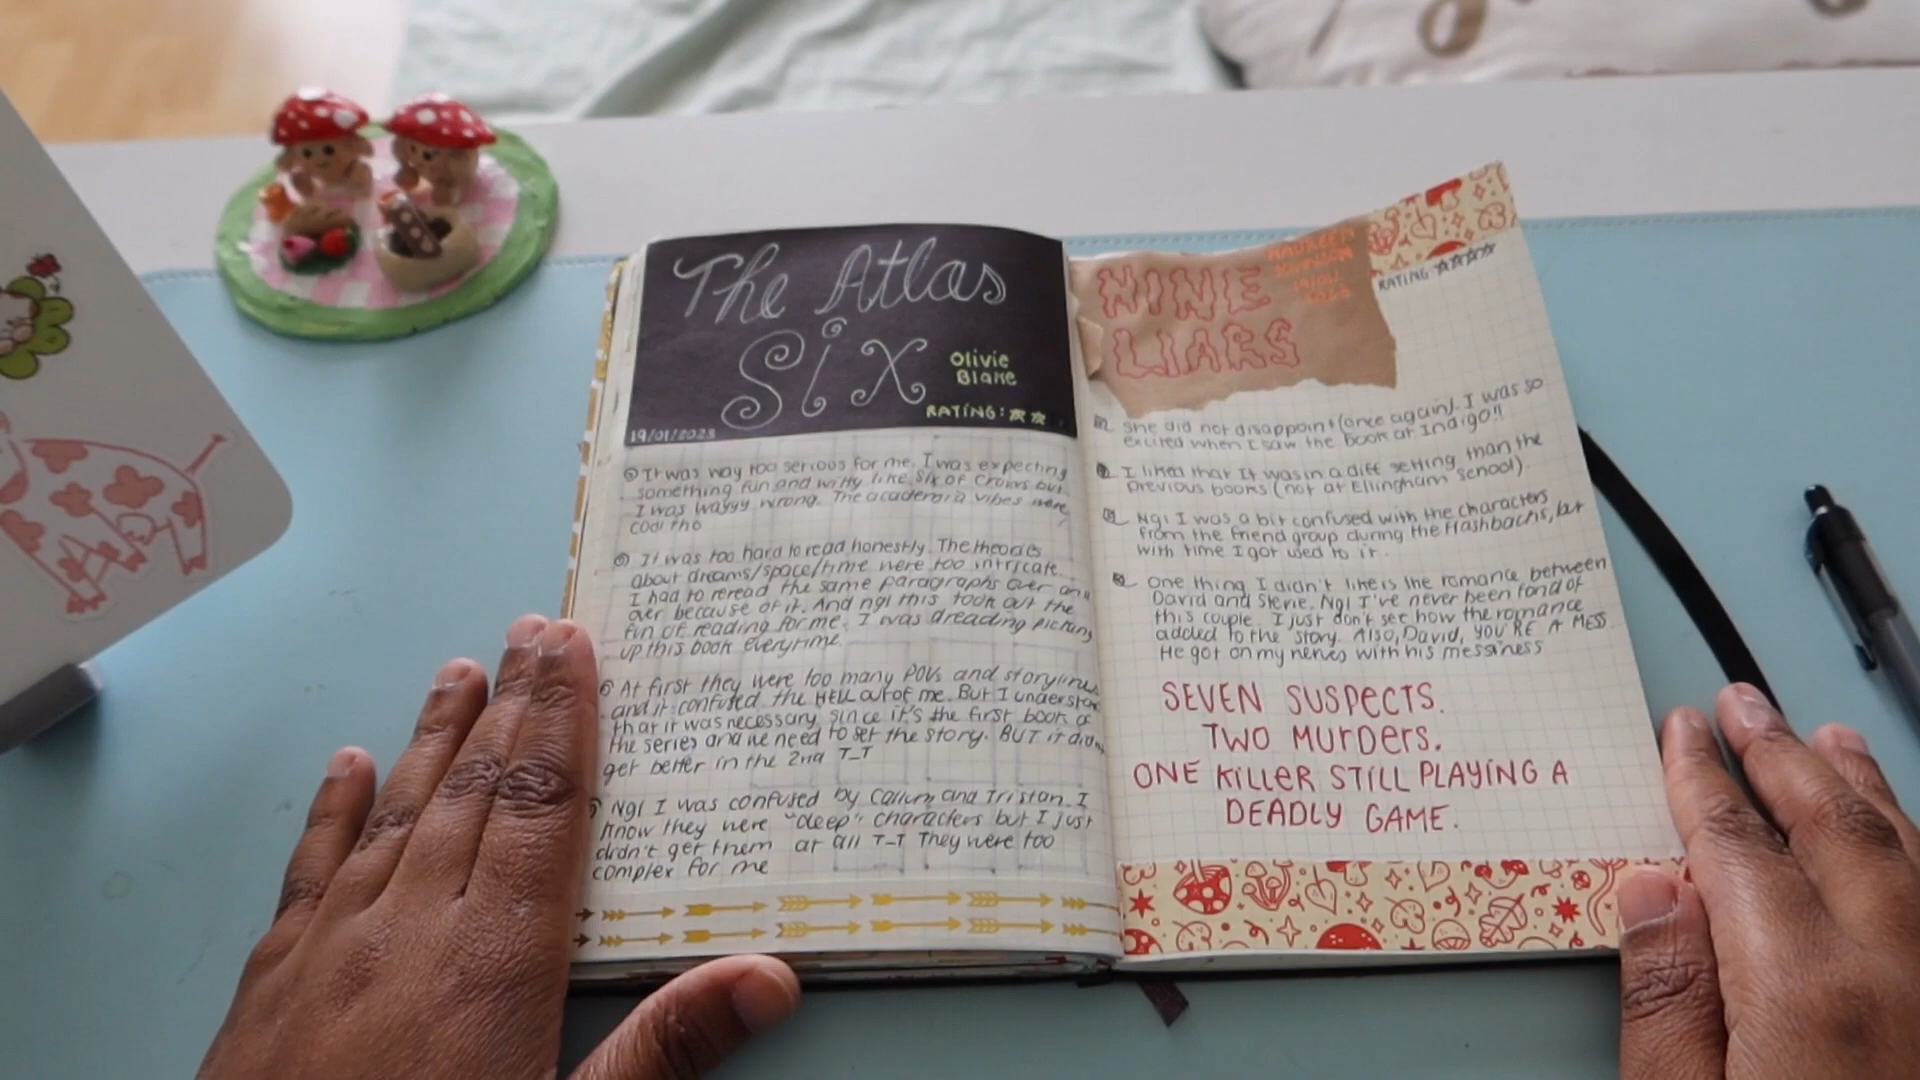 The Atlas
Six
Olivie
Blake
RATING: ☆☆
19/01/2023
It was way too serious for me. I was expecting
something fun and witty like Six of Crows but
I was wayyy wrong. The academia vibes were
cool tho
It was too hard to read honestly. The theories
about dreams/space/time were too intricate.
I had to reread the same paragraphs over and
over because of it. And ngl this took out the
fun of reading for me. I was dreading picking
up this book everytime.
At first they were too many POVs and storylines
and it confused the HELL out of me. But I understan
that it was necessary since it's the first book of
the series and we need to set the story. BUT it didn
get better in the 2nd T_T
Ngl I was confused by Callum and Tristan. I
know they were "deep" characters but I just
didn't get them at all T_T They were too
complex for me
NINE
LIARS
MAUREEN
JOHNSON
RATING ☆☆☆☆
She did not disappoint (once again). I was so
excited when I saw the book at Indigo!!
I liked that it was in a diff setting than the
previous books (not at Ellingham school).
Ngl I was a bit confused with the characters
from the friend group during the flashbacks, but
with time I got used to it.
One thing I didn't like is the romance between
David and Stevie. Ngl I've never been fond of
this couple. I just don't see how the romance
added to the story. Also, David, YOU'RE A MESS
He got on my nerves with his messiness
SEVEN SUSPECTS.
TWO MURDERS.
ONE KILLER STILL PLAYING A
DEADLY GAME.